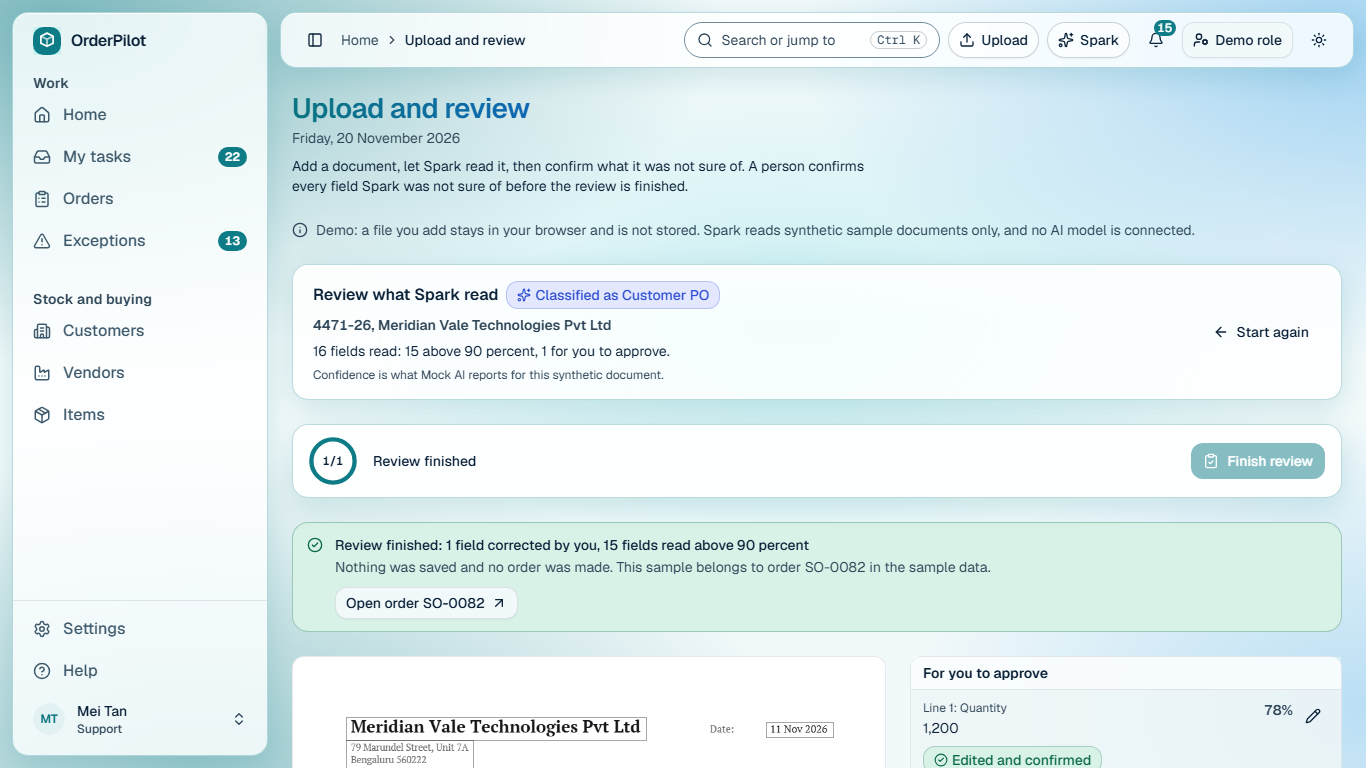 OrderPilot
Work
Home
My tasks 22
Orders
Exceptions 13
Stock and buying
Customers
Vendors
Items
Settings
Help
MT Mei Tan
Support
Home > Upload and review
Search or jump to Ctrl K
Upload
Spark
15
Demo role
Upload and review
Friday, 20 November 2026
Add a document, let Spark read it, then confirm what it was not sure of. A person confirms
every field Spark was not sure of before the review is finished.
Demo: a file you add stays in your browser and is not stored. Spark reads synthetic sample documents only, and no AI model is connected.
Review what Spark read Classified as Customer PO
4471-26, Meridian Vale Technologies Pvt Ltd
16 fields read: 15 above 90 percent, 1 for you to approve.
Confidence is what Mock AI reports for this synthetic document.
Start again
1/1 Review finished
Finish review
Review finished: 1 field corrected by you, 15 fields read above 90 percent
Nothing was saved and no order was made. This sample belongs to order SO-0082 in the sample data.
Open order SO-0082
Meridian Vale Technologies Pvt Ltd
79 Marundel Street, Unit 7A
Bengaluru 560222
Date: 11 Nov 2026
For you to approve
Line 1: Quantity 78%
1,200
Edited and confirmed